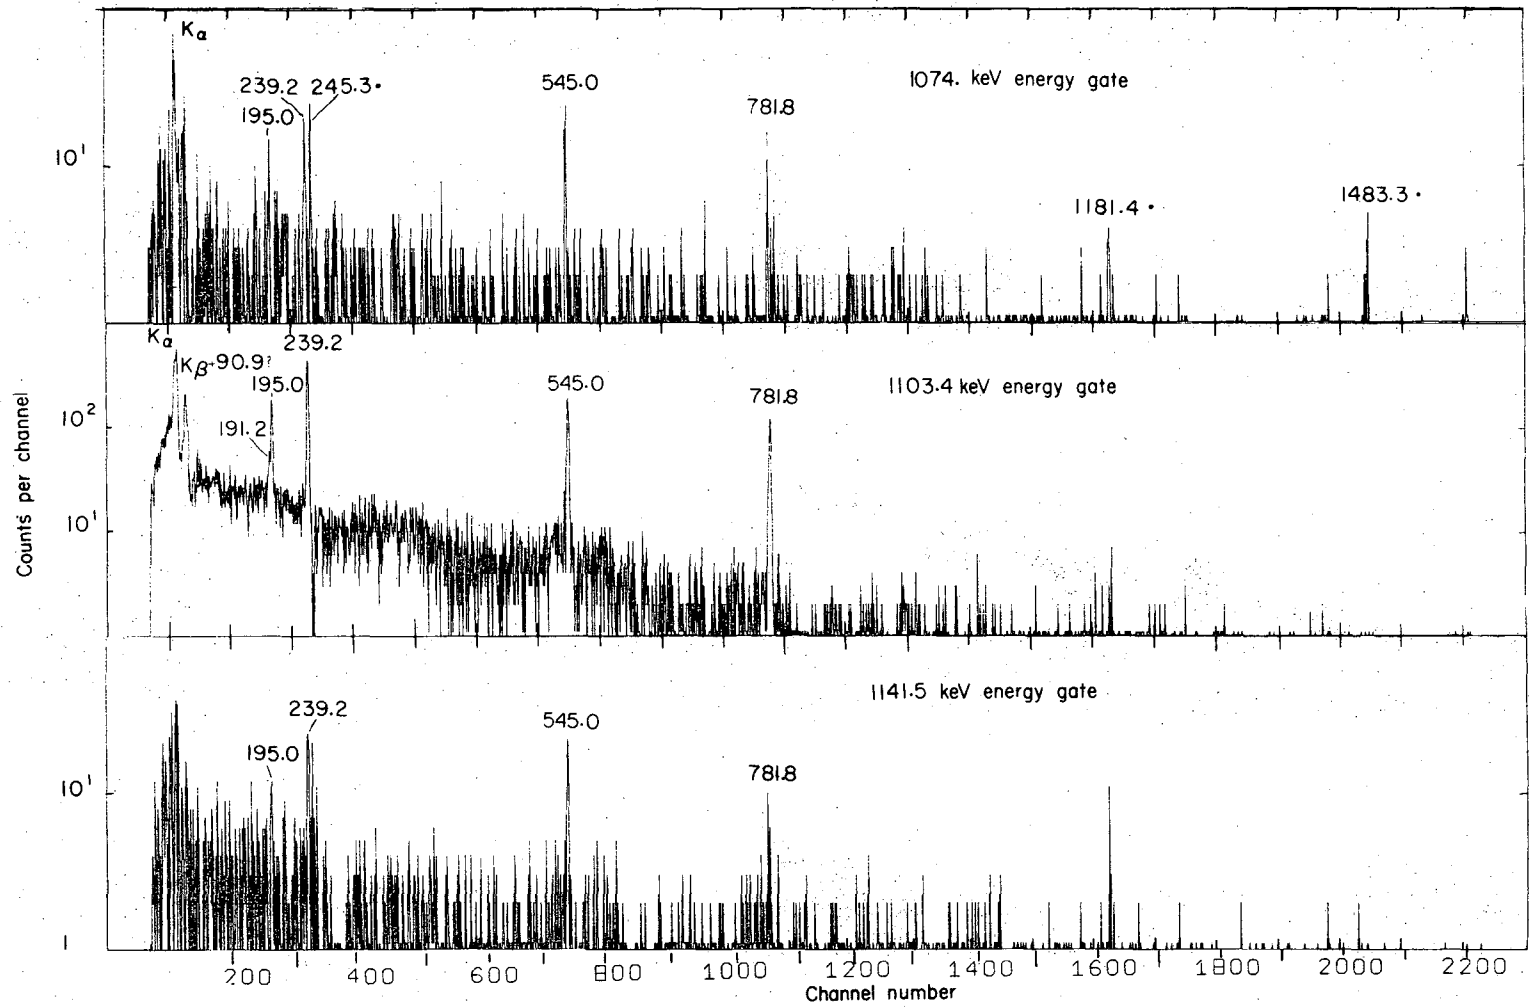 Kα
239.2 245.3•
195.0
545.0
781.8
1074. keV energy gate
1181.4 •
1483.3 •
10¹
Kα
Kβ+90.9?
239.2
195.0
191.2
545.0
781.8
1103.4 keV energy gate
10²
10¹
Counts per channel
239.2
195.0
545.0
781.8
1141.5 keV energy gate
10¹
1
200 400 600 800 1000 1200 1400 1600 1800 2000 2200
Channel number